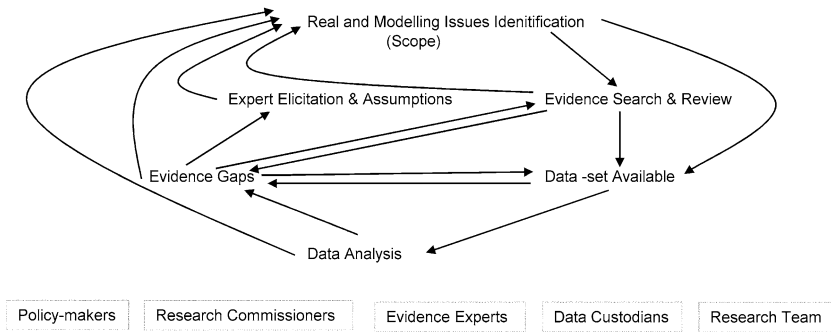 Real and Modelling Issues Idenitification
(Scope)
Expert Elicitation & Assumptions
Evidence Search & Review
Evidence Gaps
Data -set Available
Data Analysis
Policy-makers
Research Commissioners
Evidence Experts
Data Custodians
Research Team